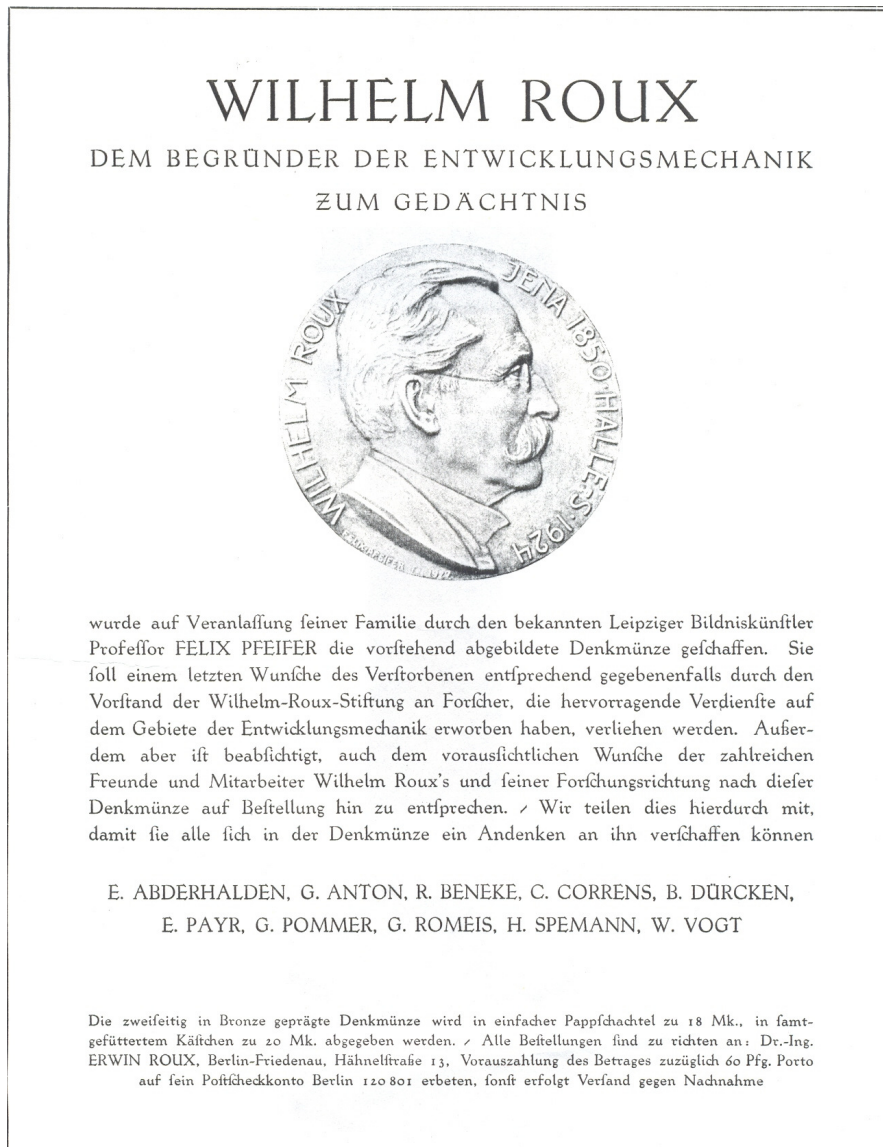 WILHELM ROUX
DEM BEGRÜNDER DER ENTWICKLUNGSMECHANIK
ZUM GEDÄCHTNIS
WILHELM ROUX
JENA 1850·HALLE-S·1924
wurde auf Veranlaſſung ſeiner Familie durch den bekannten Leipziger Bildniskünſtler
Profeſſor FELIX PFEIFER die vorſtehend abgebildete Denkmünze geſchaffen. Sie
ſoll einem letzten Wunſche des Verſtorbenen entſprechend gegebenenfalls durch den
Vorſtand der Wilhelm-Roux-Stiftung an Forſcher, die hervorragende Verdienſte auf
dem Gebiete der Entwicklungsmechanik erworben haben, verliehen werden. Außer-
dem aber iſt beabſichtigt, auch dem vorausſichtlichen Wunſche der zahlreichen
Freunde und Mitarbeiter Wilhelm Roux's und ſeiner Forſchungsrichtung nach dieſer
Denkmünze auf Beſtellung hin zu entſprechen. ⸝ Wir teilen dies hierdurch mit,
damit ſie alle ſich in der Denkmünze ein Andenken an ihn verſchaffen können
E. ABDERHALDEN, G. ANTON, R. BENEKE, C. CORRENS, B. DÜRCKEN,
E. PAYR, G. POMMER, G. ROMEIS, H. SPEMANN, W. VOGT
Die zweiſeitig in Bronze geprägte Denkmünze wird in einfacher Pappſchachtel zu 18 Mk., in ſamt-
gefüttertem Käſtchen zu 20 Mk. abgegeben werden. ⸝ Alle Beſtellungen ſind zu richten an: Dr.-Ing.
ERWIN ROUX, Berlin-Friedenau, Hähnelſtraße 13, Vorauszahlung des Betrages zuzüglich 60 Pfg. Porto
auf ſein Poſtſcheckkonto Berlin 120801 erbeten, ſonſt erfolgt Verſand gegen Nachnahme